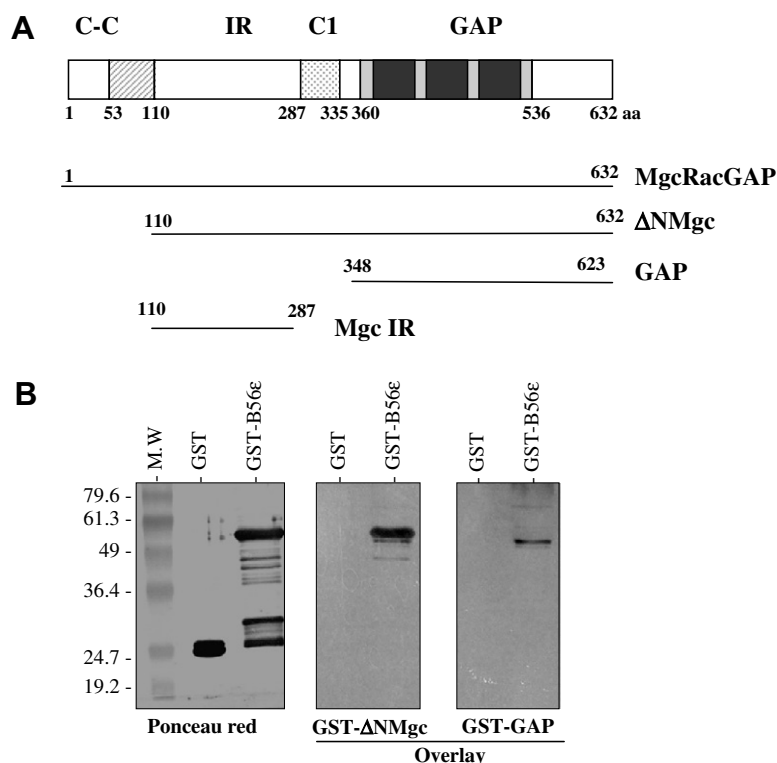 A
C-C IR C1 GAP
1 53 110 287 335 360 536 632 aa
1 632 MgcRacGAP
110 632 ΔNMgc
348 623 GAP
110 287 Mgc IR
B
M.W GST GST-B56ε GST GST-B56ε GST GST-B56ε
79.6 -
61.3 -
49 -
36.4 -
24.7 -
19.2 -
Ponceau red GST-ΔNMgc GST-GAP
Overlay